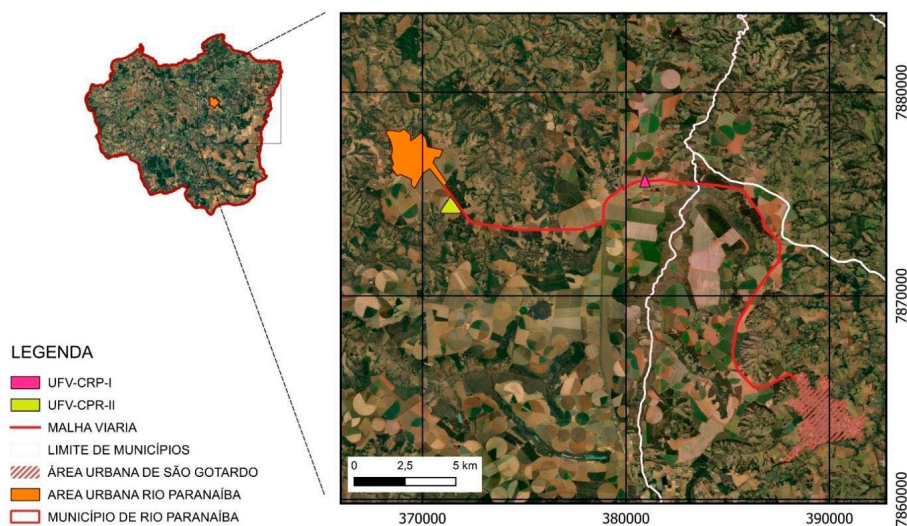 LEGENDA
UFV-CRP-I
UFV-CPR-II
MALHA VIARIA
LIMITE DE MUNICÍPIOS
ÁREA URBANA DE SÃO GOTARDO
AREA URBANA RIO PARANAÍBA
MUNICÍPIO DE RIO PARANAÍBA
0 2,5 5 km
370000 380000 390000
7880000
7870000
7860000